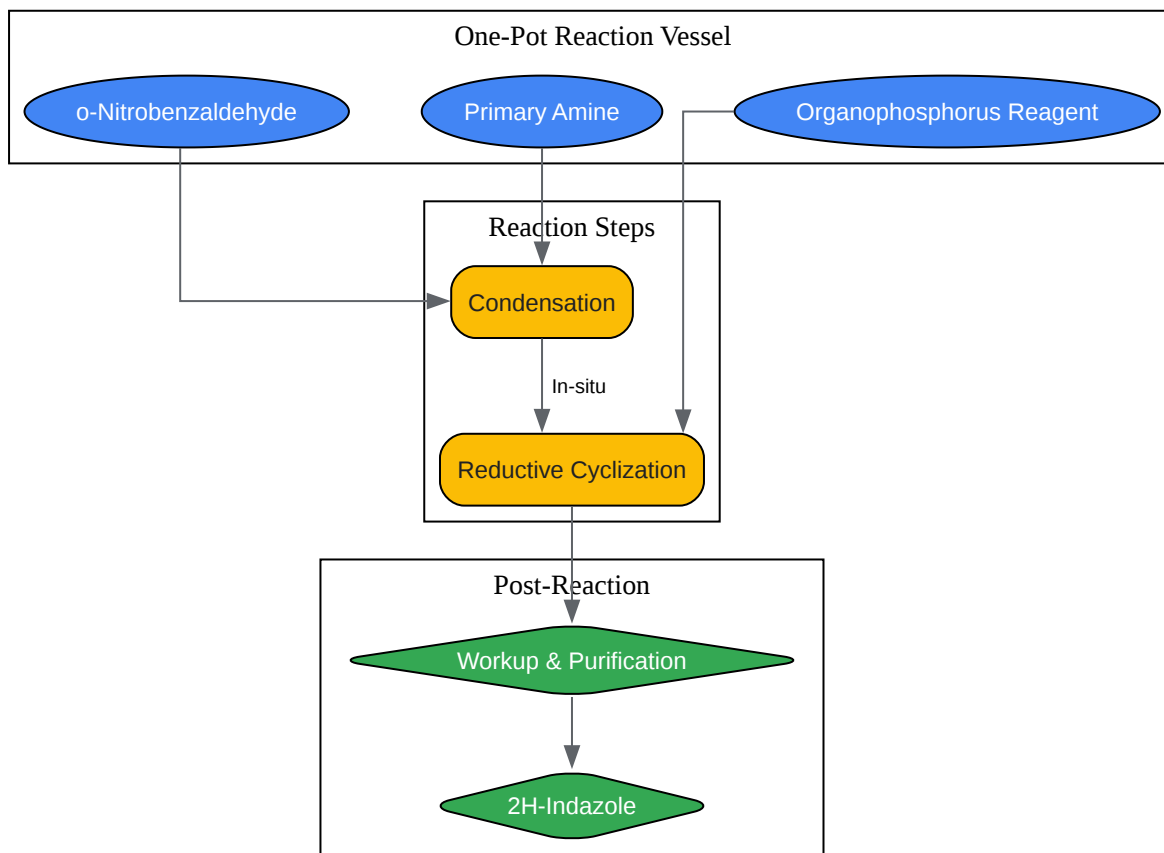 One-Pot Reaction Vessel
o-Nitrobenzaldehyde
Primary Amine
Organophosphorus Reagent
Reaction Steps
Condensation
In-situ
Reductive Cyclization
Post-Reaction
Workup & Purification
2H-Indazole